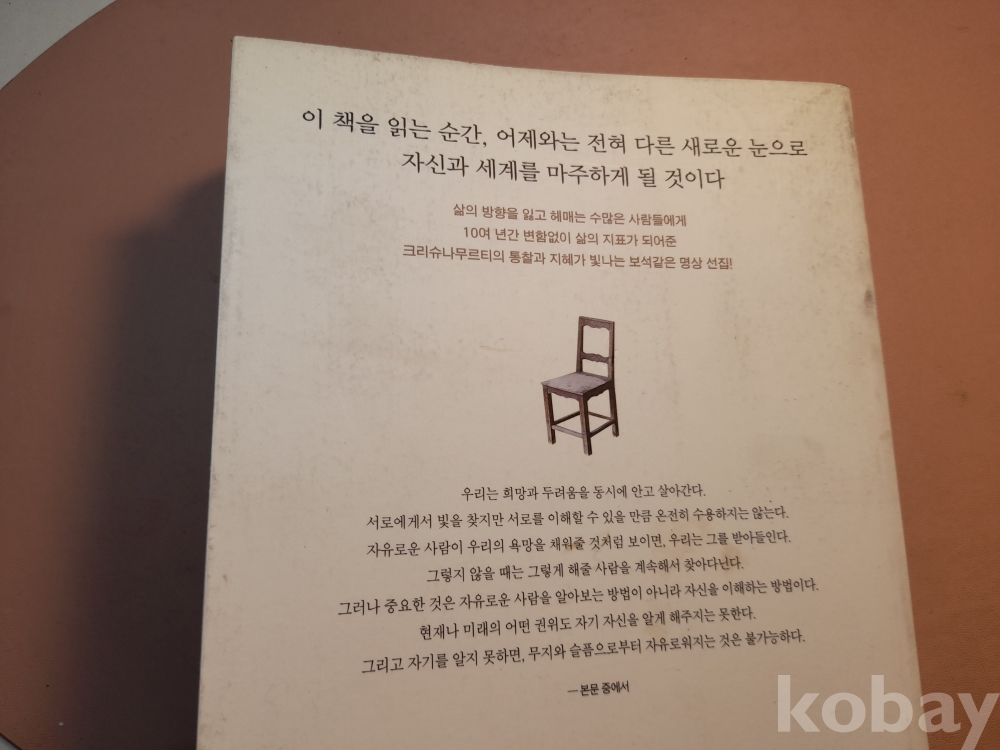 이 책을 읽는 순간, 어제와는 전혀 다른 새로운 눈으로
자신과 세계를 마주하게 될 것이다
삶의 방향을 잃고 헤매는 수많은 사람들에게
10여 년간 변함없이 삶의 지표가 되어준
크리슈나무르티의 통찰과 지혜가 빛나는 보석같은 명상 선집!
우리는 희망과 두려움을 동시에 안고 살아간다.
서로에게서 빛을 찾지만 서로를 이해할 수 있을 만큼 온전히 수용하지는 않는다.
자유로운 사람이 우리의 욕망을 채워줄 것처럼 보이면, 우리는 그를 받아들인다.
그렇지 않을 때는 그렇게 해줄 사람을 계속해서 찾아다닌다.
그러나 중요한 것은 자유로운 사람을 알아보는 방법이 아니라 자신을 이해하는 방법이다.
현재나 미래의 어떤 권위도 자기 자신을 알게 해주지는 못한다.
그리고 자기를 알지 못하면, 무지와 슬픔으로부터 자유로워지는 것은 불가능하다.
—본문 중에서
kobay